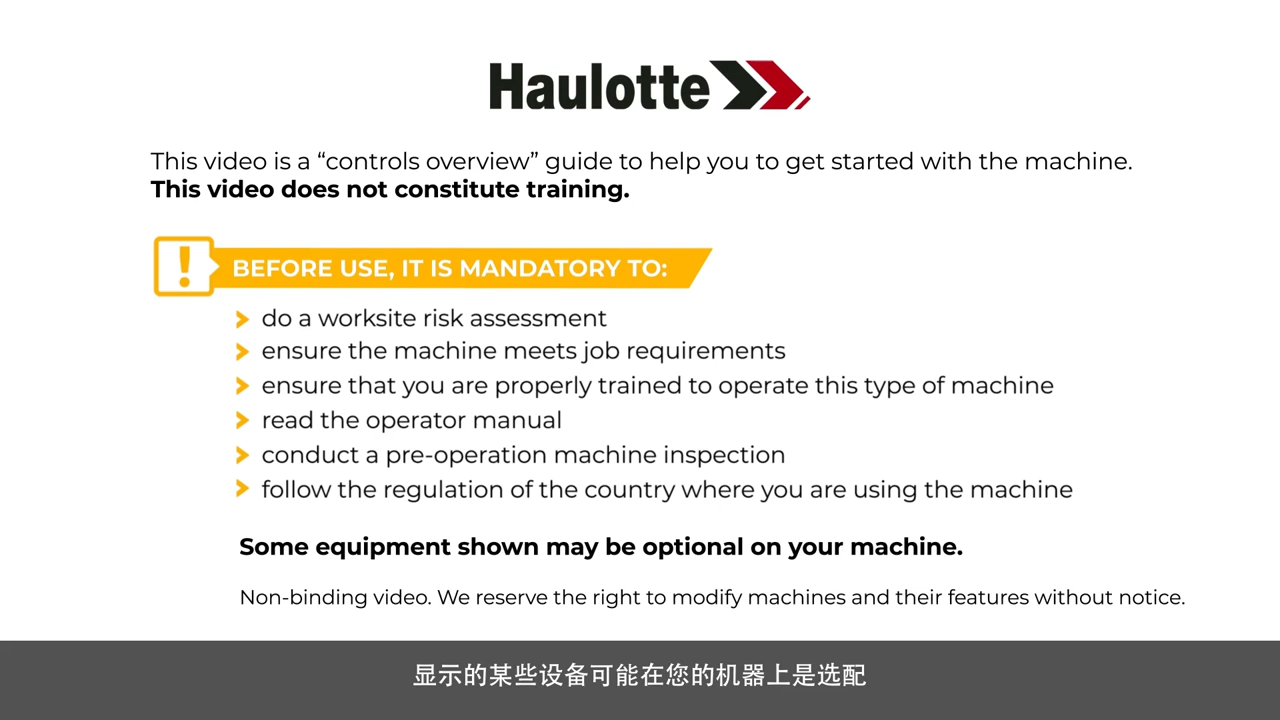 Haulotte
This video is a “controls overview” guide to help you to get started with the machine.
This video does not constitute training.
!
BEFORE USE, IT IS MANDATORY TO:
do a worksite risk assessment
ensure the machine meets job requirements
ensure that you are properly trained to operate this type of machine
read the operator manual
conduct a pre-operation machine inspection
follow the regulation of the country where you are using the machine
Some equipment shown may be optional on your machine.
Non-binding video. We reserve the right to modify machines and their features without notice.
显示的某些设备可能在您的机器上是选配